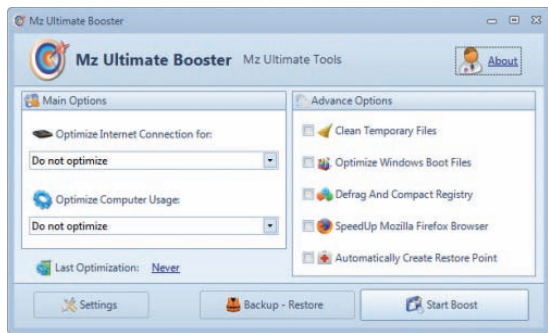 Mz Ultimate Booster
Mz Ultimate Booster Mz Ultimate Tools
About
Main Options
Optimize Internet Connection for:
Do not optimize
Optimize Computer Usage:
Do not optimize
Last Optimization: Never
Advance Options
Clean Temporary Files
Optimize Windows Boot Files
Defrag And Compact Registry
SpeedUp Mozilla Firefox Browser
Automatically Create Restore Point
Settings
Backup - Restore
Start Boost